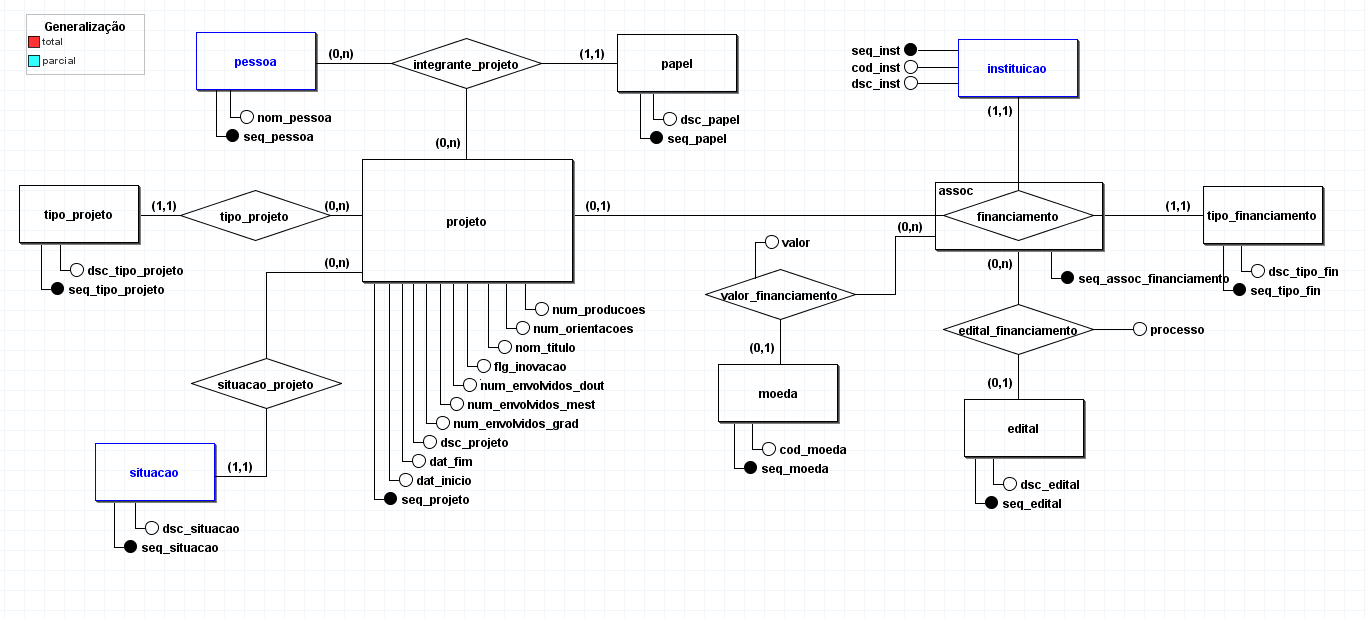 Generalização
total
parcial
pessoa
(0,n)
integrante_projeto
(1,1)
papel
nom_pessoa
seq_pessoa
dsc_papel
seq_papel
(0,n)
seq_inst
cod_inst
dsc_inst
instituicao
(1,1)
tipo_projeto
(1,1)
tipo_projeto
(0,n)
projeto
(0,1)
assoc
financiamento
(1,1)
tipo_financiamento
dsc_tipo_projeto
seq_tipo_projeto
(0,n)
valor
(0,n)
(0,n)
seq_assoc_financiamento
dsc_tipo_fin
seq_tipo_fin
valor_financiamento
edital_financiamento
processo
num_producoes
num_orientacoes
nom_titulo
flg_inovacao
num_envolvidos_dout
num_envolvidos_mest
num_envolvidos_grad
dsc_projeto
dat_fim
dat_inicio
seq_projeto
(0,1)
moeda
cod_moeda
seq_moeda
(0,1)
edital
dsc_edital
seq_edital
situacao_projeto
situacao
(1,1)
dsc_situacao
seq_situacao